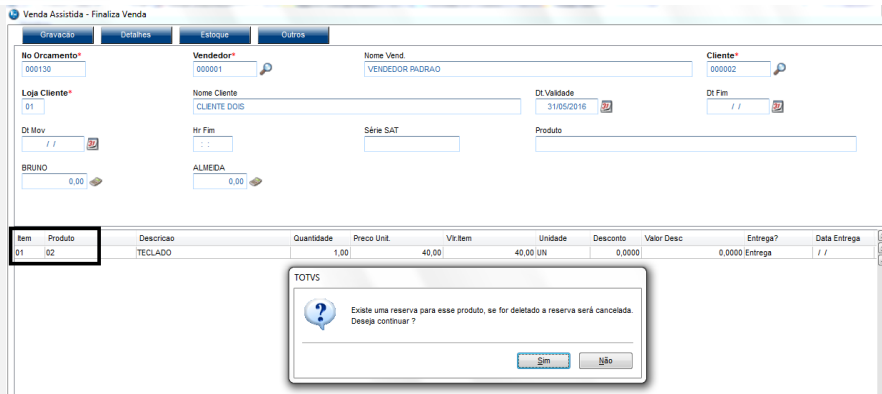 Venda Assistida - Finaliza Venda
Gravacão Detalhes Estoque Outros
No Orcamento* Vendedor* Nome Vend. Cliente*
000130 000001 VENDEDOR PADRAO 000002
Loja Cliente* Nome Cliente Dt.Validade Dt Fim
01 CLIENTE DOIS 31/05/2016 / /
Dt Mov Hr Fim Série SAT Produto
/ / : :
BRUNO ALMEIDA
0,00 0,00
Item Produto Descricao Quantidade Preco Unit. Vlr.Item Unidade Desconto Valor Desc Entrega? Data Entrega
01 02 TECLADO 1,00 40,00 40,00 UN 0,0000 0,0000 Entrega / /
TOTVS
Existe uma reserva para esse produto, se for deletado a reserva será cancelada.
Deseja continuar ?
Sim Não